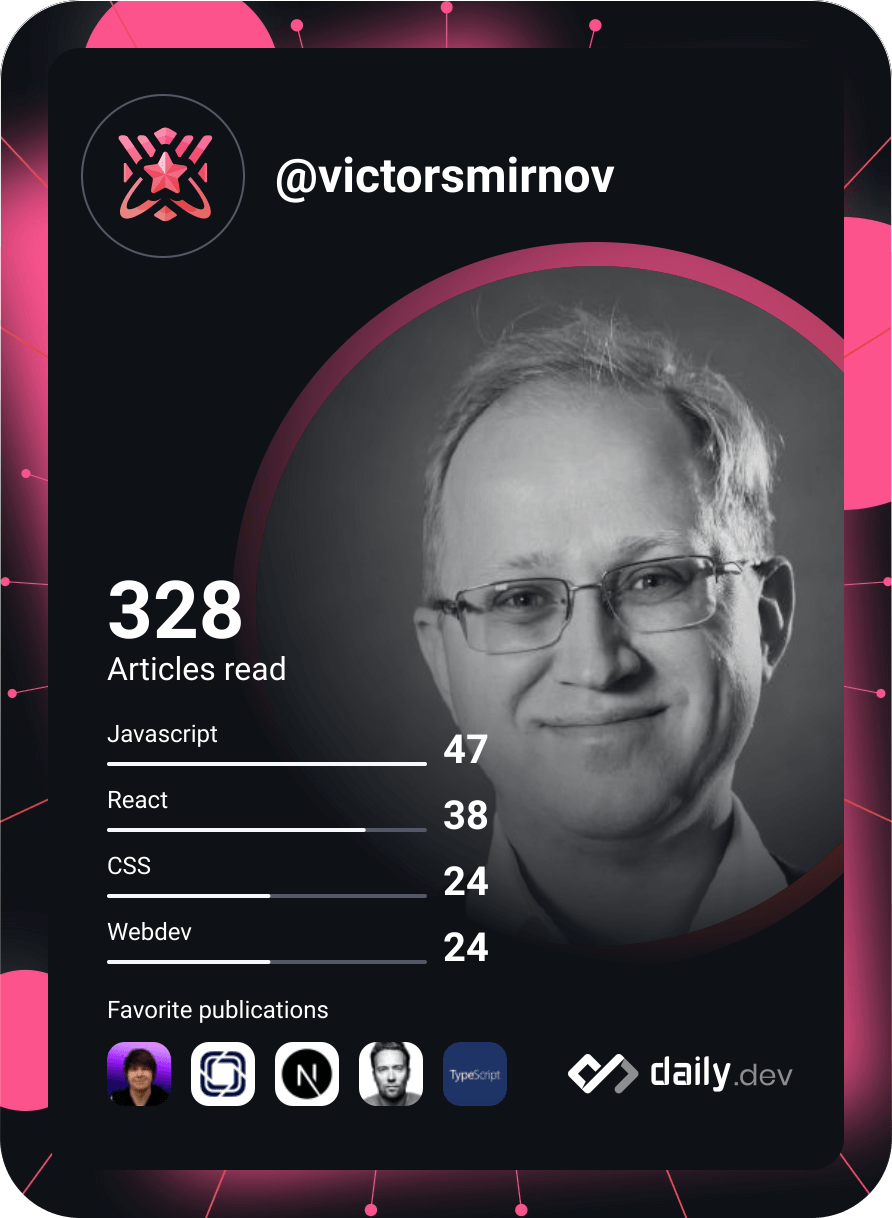 @victorsmirnov
328
Articles read
Javascript
47
React
38
CSS
24
Webdev
24
Favorite publications
N
TypeScript
daily.dev